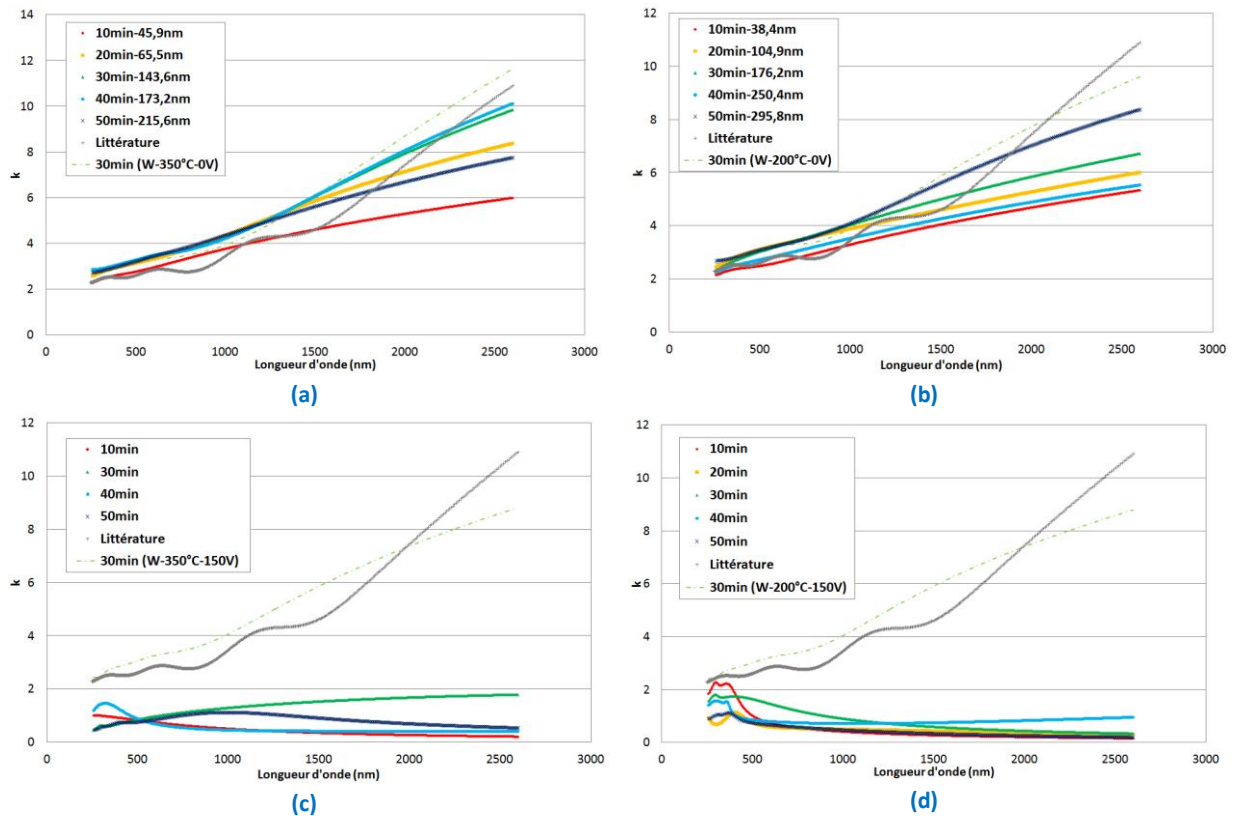 14
12
10
8
6
4
2
0
k
10min-45,9nm
20min-65,5nm
30min-143,6nm
40min-173,2nm
50min-215,6nm
Littérature
30min (W-350°C-0V)
0
500
1000
1500
2000
2500
3000
Longueur d'onde (nm)
(a)
12
10
8
6
4
2
0
k
10min-38,4nm
20min-104,9nm
30min-176,2nm
40min-250,4nm
50min-295,8nm
Littérature
30min (W-200°C-0V)
0
500
1000
1500
2000
2500
3000
Longueur d'onde (nm)
(b)
12
10
8
6
4
2
0
k
10min
30min
40min
50min
Littérature
30min (W-350°C-150V)
0
500
1000
1500
2000
2500
3000
Longueur d'onde (nm)
(c)
12
10
8
6
4
2
0
k
10min
20min
30min
40min
50min
Littérature
30min (W-200°C-150V)
0
500
1000
1500
2000
2500
3000
Longueur d'onde (nm)
(d)